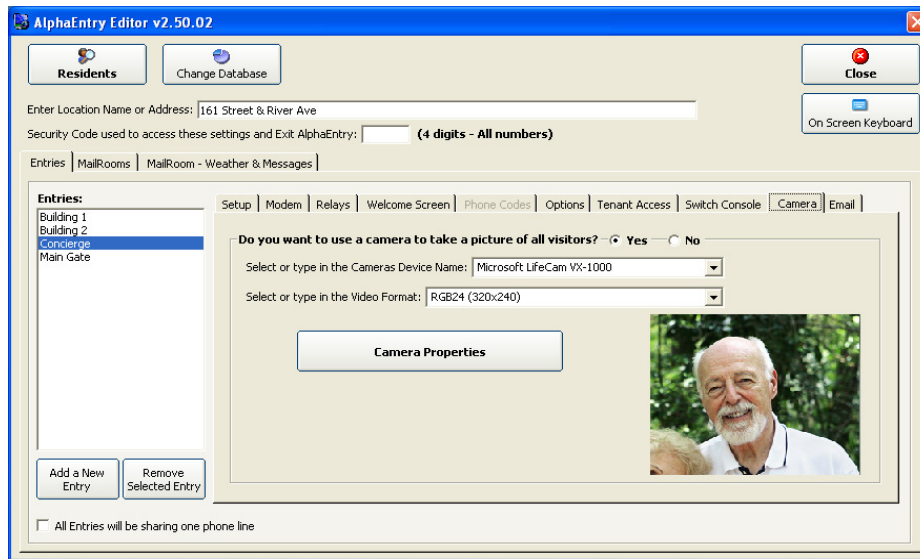 AlphaEntry Editor v2.50.02
Residents
Change Database
Close
Enter Location Name or Address: 161 Street & River Ave
On Screen Keyboard
Security Code used to access these settings and Exit AlphaEntry: (4 digits - All numbers)
Entries MailRooms MailRoom - Weather & Messages
Entries:
Building 1
Building 2
Concierge
Main Gate
Setup Modem Relays Welcome Screen Phone Codes Options Tenant Access Switch Console Camera Email
Do you want to use a camera to take a picture of all visitors? Yes No
Select or type in the Cameras Device Name: Microsoft LifeCam VX-1000
Select or type in the Video Format: RGB24 (320x240)
Camera Properties
Add a New
Entry
Remove
Selected Entry
All Entries will be sharing one phone line